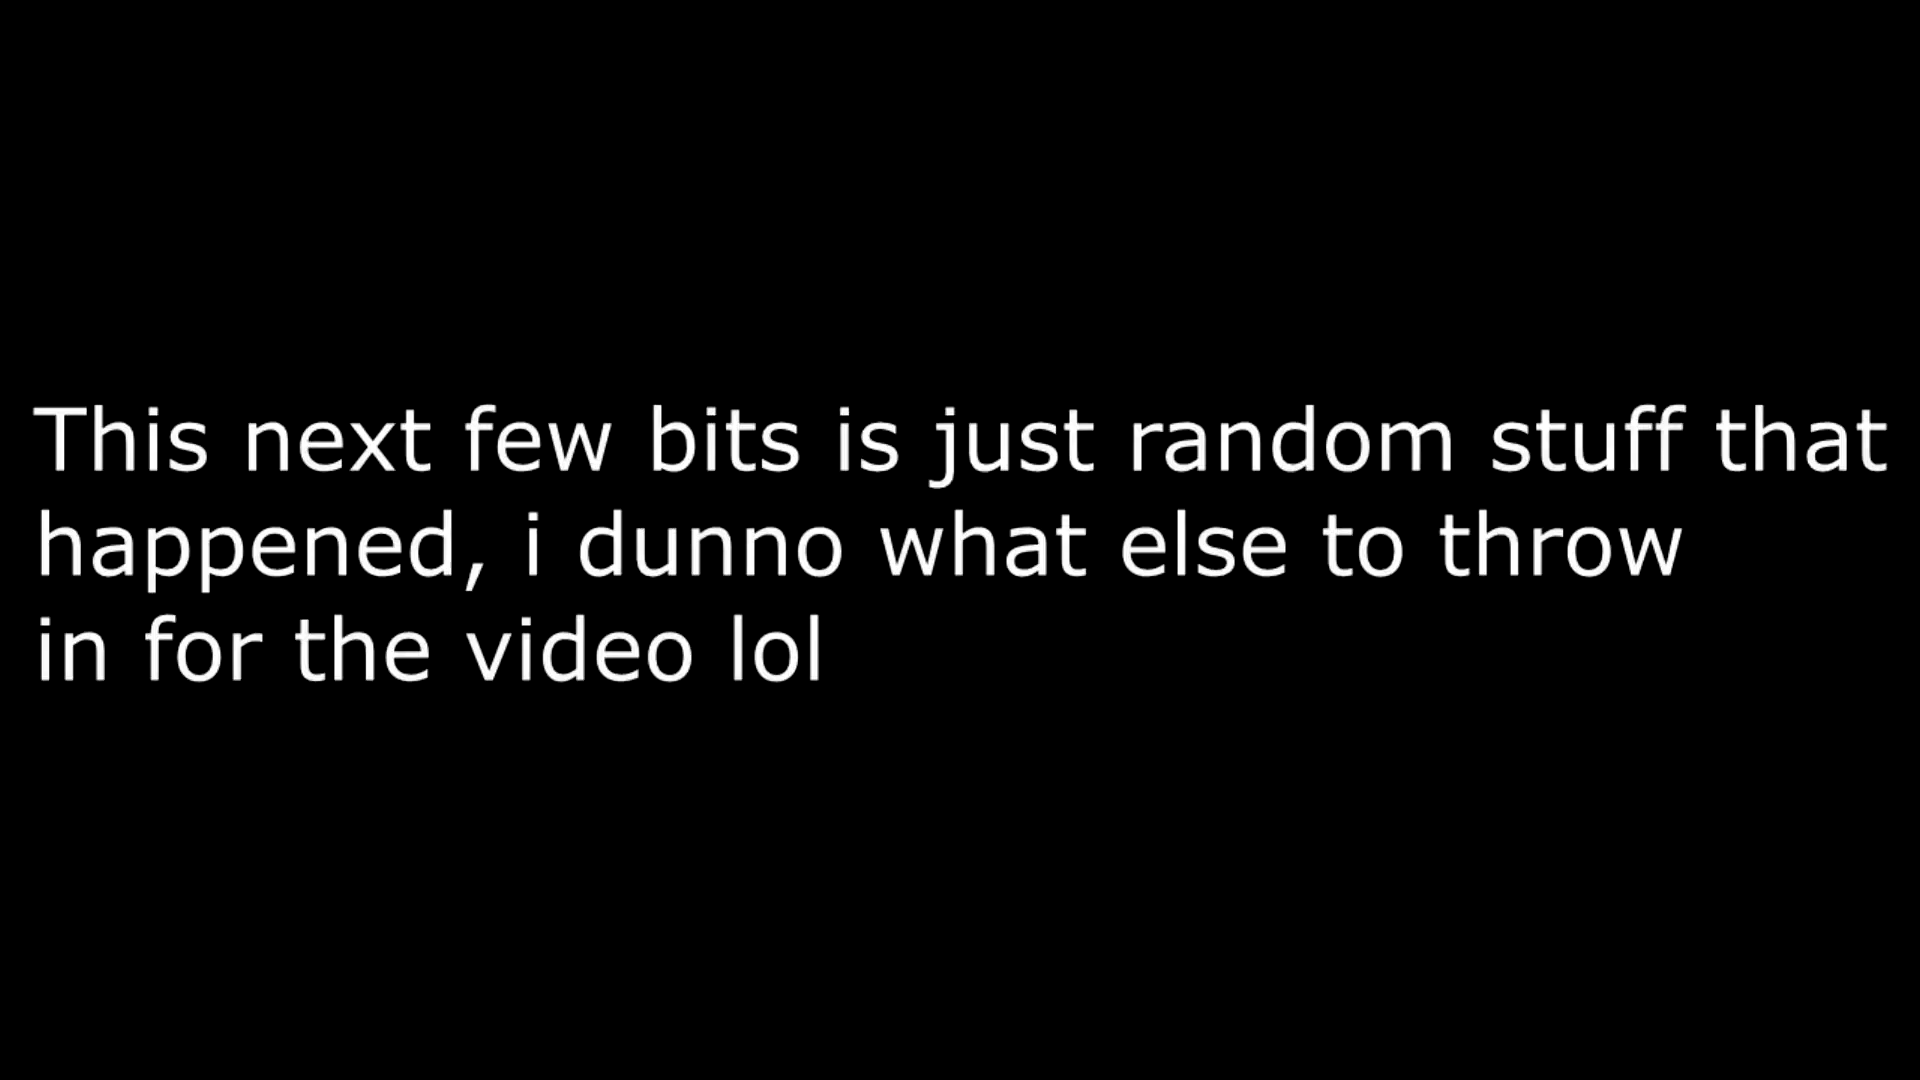 This next few bits is just random stuff that
happened, i dunno what else to throw
in for the video lol